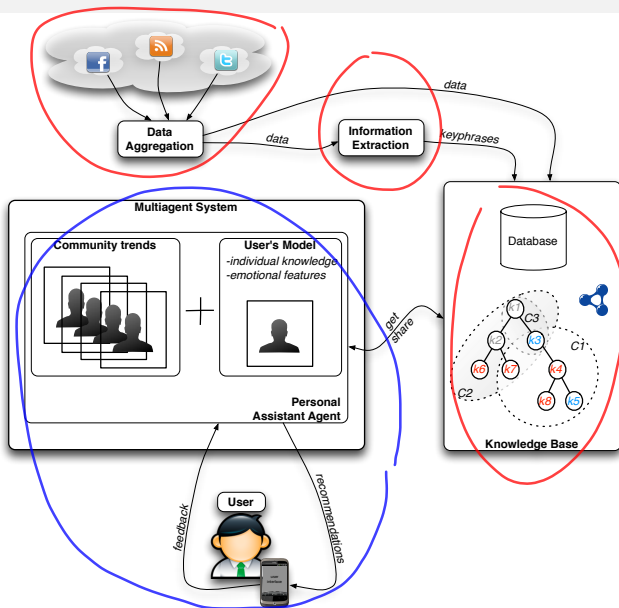 data
Data
Aggregation
data
Information
Extraction
keyphrases
Multiagent System
Community trends
User's Model
-individual knowledge
-emotional features
Personal
Assistant Agent
get
share
Database
k1
C3
k2
k3
C1
k6
k7
k4
C2
k8
k5
Knowledge Base
feedback
recommendations
User